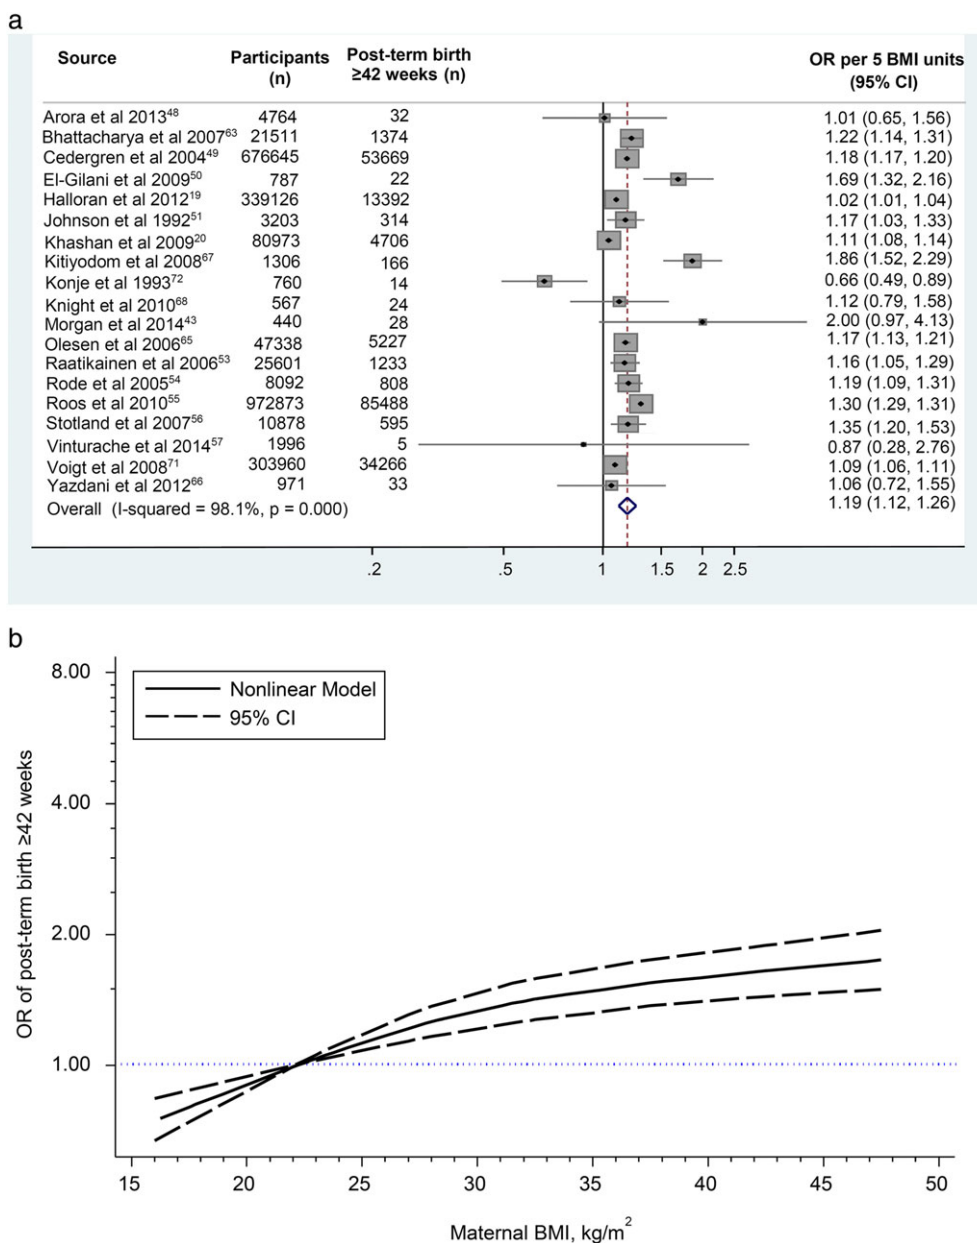 a
Source Participants (n) Post-term birth ≥42 weeks (n) OR per 5 BMI units (95% CI)
Arora et al 2013⁴⁸ 4764 32 1.01 (0.65, 1.56)
Bhattacharya et al 2007⁶³ 21511 1374 1.22 (1.14, 1.31)
Cedergren et al 2004⁴⁹ 676645 53669 1.18 (1.17, 1.20)
El-Gilani et al 2009⁵⁰ 787 22 1.69 (1.32, 2.16)
Halloran et al 2012¹⁹ 339126 13392 1.02 (1.01, 1.04)
Johnson et al 1992⁵¹ 3203 314 1.17 (1.03, 1.33)
Khashan et al 2009²⁰ 80973 4706 1.11 (1.08, 1.14)
Kitiyodom et al 2008⁶⁷ 1306 166 1.86 (1.52, 2.29)
Konje et al 1993⁷² 760 14 0.66 (0.49, 0.89)
Knight et al 2010⁶⁸ 567 24 1.12 (0.79, 1.58)
Morgan et al 2014⁴³ 440 28 2.00 (0.97, 4.13)
Olesen et al 2006⁶⁵ 47338 5227 1.17 (1.13, 1.21)
Raatikainen et al 2006⁵³ 25601 1233 1.16 (1.05, 1.29)
Rode et al 2005⁵⁴ 8092 808 1.19 (1.09, 1.31)
Roos et al 2010⁵⁵ 972873 85488 1.30 (1.29, 1.31)
Stotland et al 2007⁵⁶ 10878 595 1.35 (1.20, 1.53)
Vinturache et al 2014⁵⁷ 1996 5 0.87 (0.28, 2.76)
Voigt et al 2008⁷¹ 303960 34266 1.09 (1.06, 1.11)
Yazdani et al 2012⁶⁶ 971 33 1.06 (0.72, 1.55)
Overall (I-squared = 98.1%, p = 0.000) 1.19 (1.12, 1.26)
.2 .5 1 1.5 2 2.5
b
8.00
Nonlinear Model
95% CI
4.00
2.00
1.00
OR of post-term birth ≥42 weeks
15 20 25 30 35 40 45 50
Maternal BMI, kg/m²